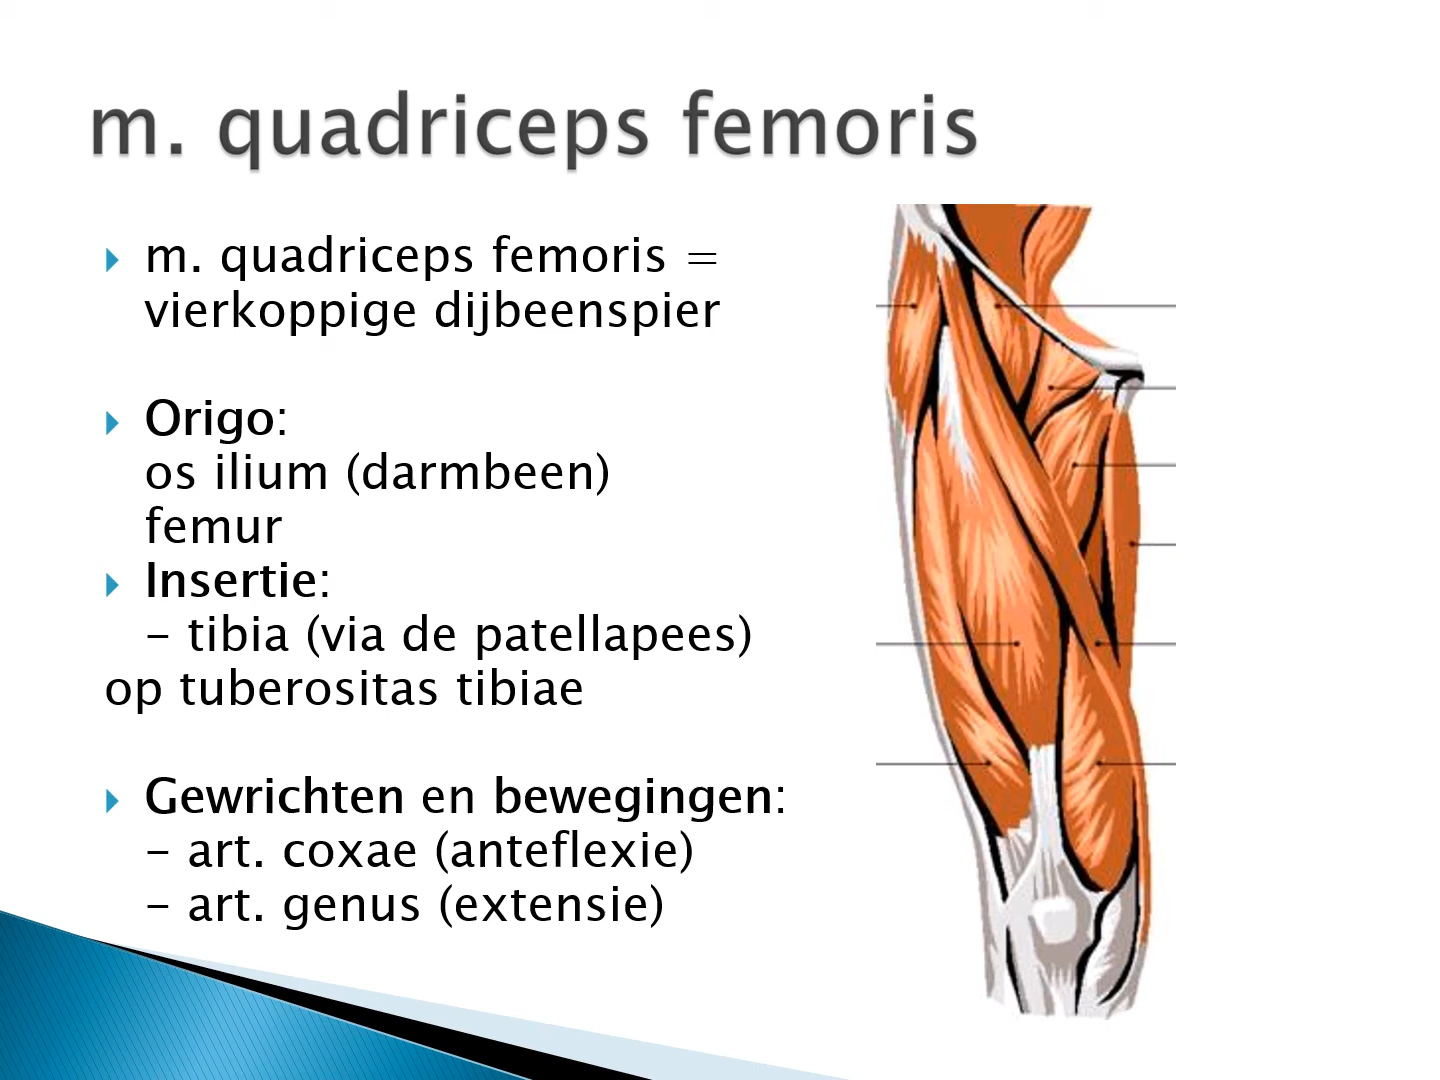 m. quadriceps femoris
m. quadriceps femoris =
vierkoppige dijbeenspier
Origo:
os ilium (darmbeen)
femur
Insertie:
- tibia (via de patellapees)
op tuberositas tibiae
Gewrichten en bewegingen:
- art. coxae (anteflexie)
- art. genus (extensie)